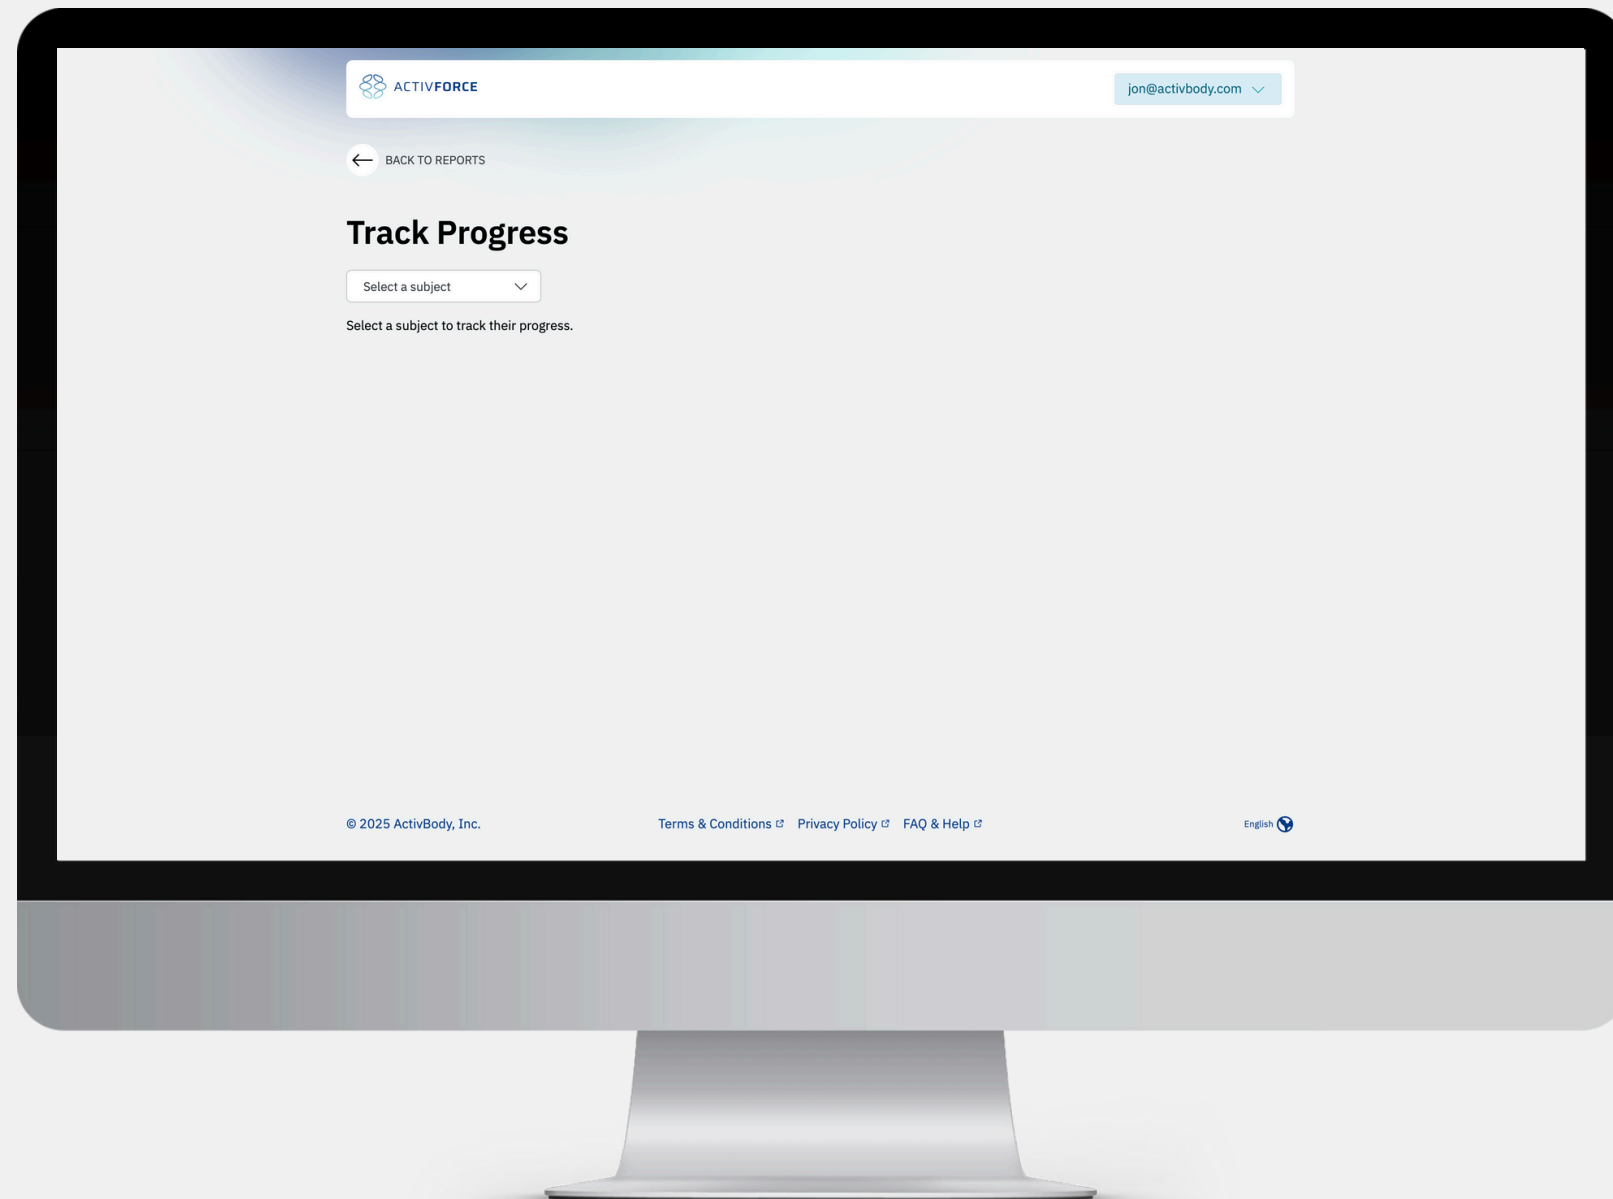 ACTIVFORCE
jon@activbody.com
BACK TO REPORTS
Track Progress
Select a subject
Select a subject to track their progress.
© 2025 ActivBody, Inc.
Terms & Conditions Privacy Policy FAQ & Help
English